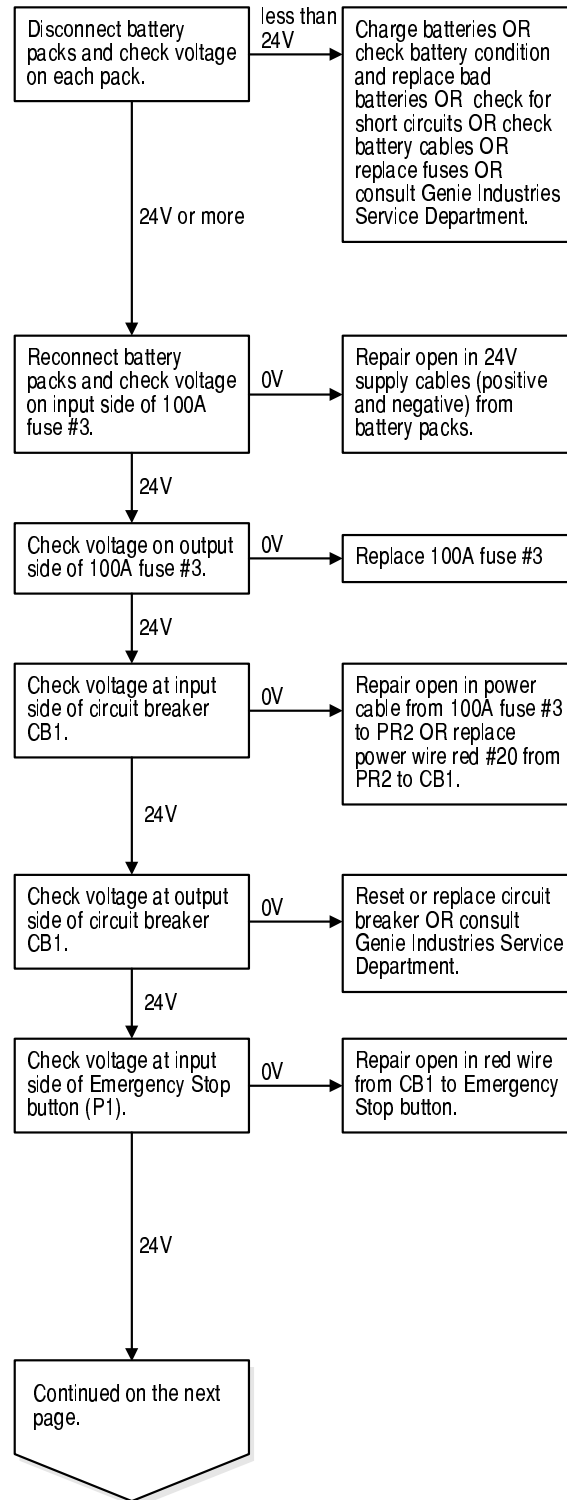 Disconnect battery
packs and check voltage
on each pack.
less than
24V
Charge batteries OR
check battery condition
and replace bad
batteries OR check for
short circuits OR check
battery cables OR
replace fuses OR
consult Genie Industries
Service Department.
24V or more
Reconnect battery
packs and check voltage
on input side of 100A
fuse #3.
0V
Repair open in 24V
supply cables (positive
and negative) from
battery packs.
24V
Check voltage on output
side of 100A fuse #3.
0V
Replace 100A fuse #3
24V
Check voltage at input
side of circuit breaker
CB1.
0V
Repair open in power
cable from 100A fuse #3
to PR2 OR replace
power wire red #20 from
PR2 to CB1.
24V
Check voltage at output
side of circuit breaker
CB1.
0V
Reset or replace circuit
breaker OR consult
Genie Industries Service
Department.
24V
Check voltage at input
side of Emergency Stop
button (P1).
0V
Repair open in red wire
from CB1 to Emergency
Stop button.
24V
Continued on the next
page.